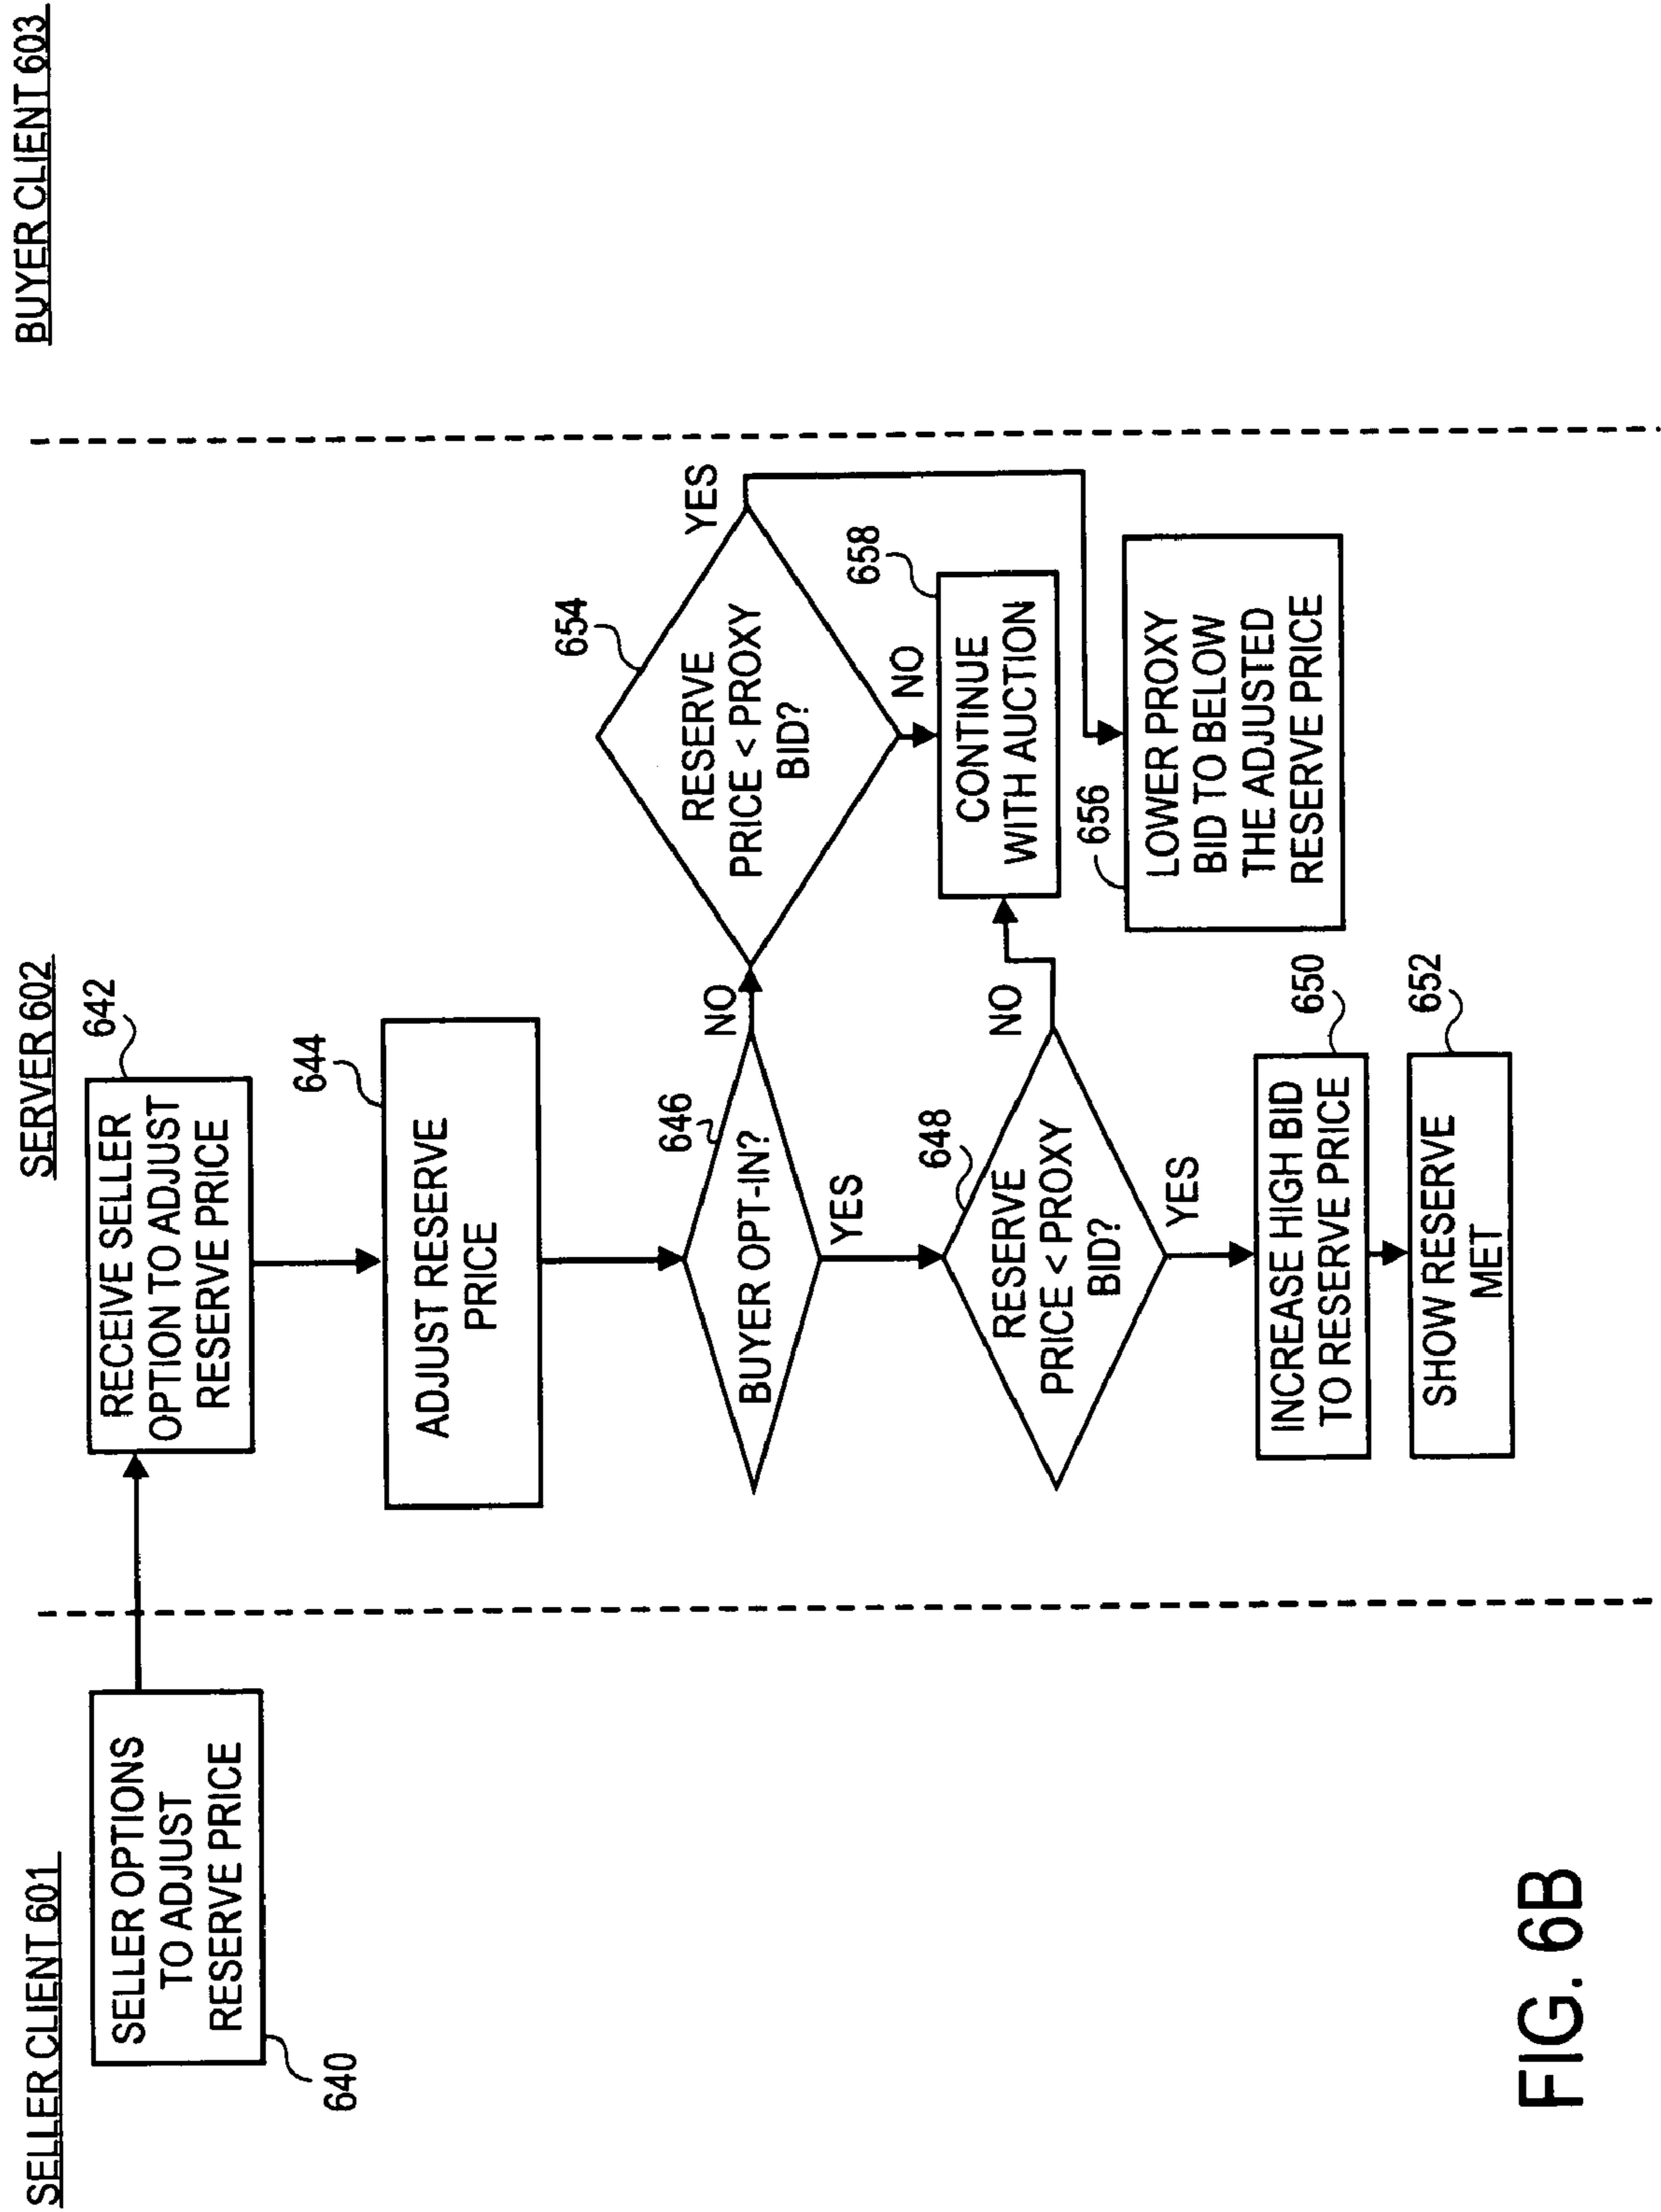 SELLER CLIENT 601
SERVER 602
BUYER CLIENT 603
SELLER OPTIONS
TO ADJUST
RESERVE PRICE
640
RECEIVE SELLER
OPTION TO ADJUST
RESERVE PRICE
642
ADJUST RESERVE
PRICE
644
BUYER OPT-IN?
646
NO
YES
RESERVE
PRICE < PROXY
BID?
654
YES
NO
RESERVE
PRICE < PROXY
BID?
648
NO
YES
CONTINUE
WITH AUCTION
658
LOWER PROXY
BID TO BELOW
THE ADJUSTED
RESERVE PRICE
656
INCREASE HIGH BID
TO RESERVE PRICE
650
SHOW RESERVE
MET
652
FIG. 6B